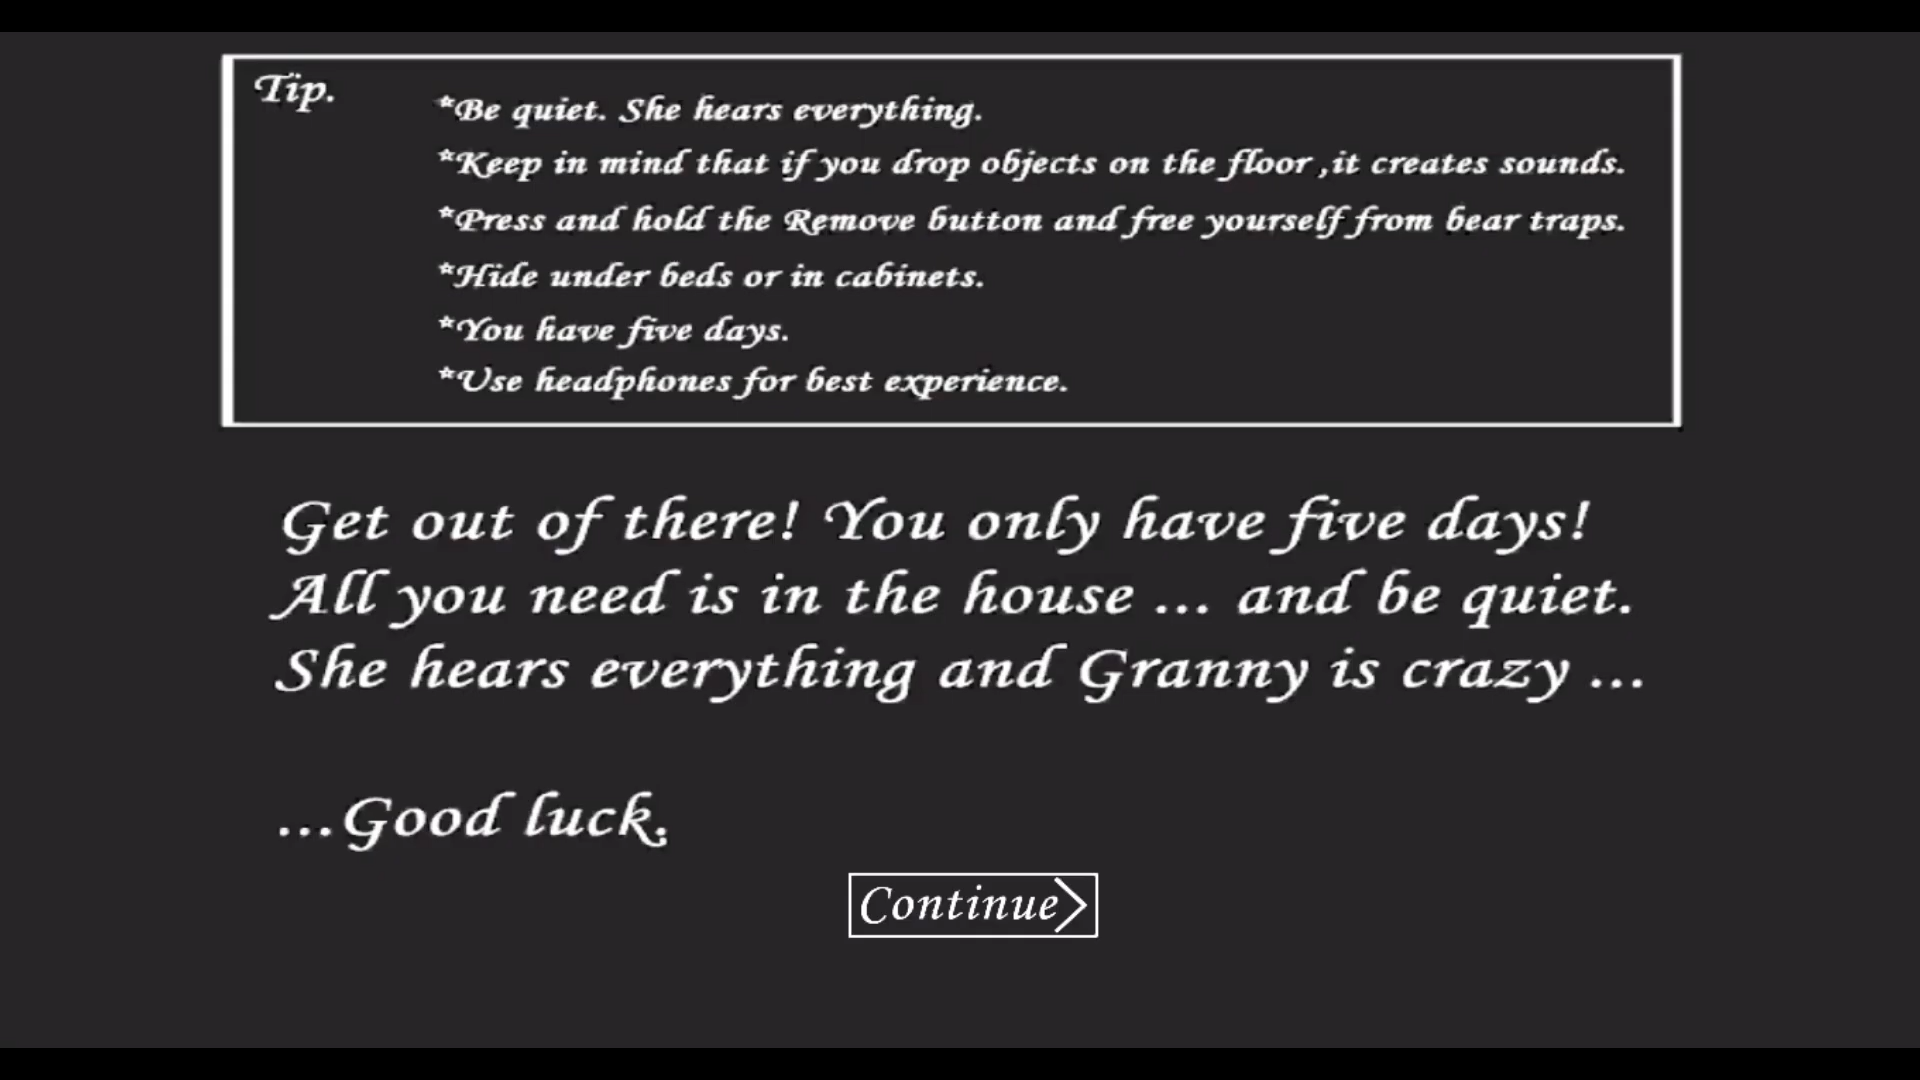 Tip.
*Be quiet. She hears everything.
*Keep in mind that if you drop objects on the floor ,it creates sounds.
*Press and hold the Remove button and free yourself from bear traps.
*Hide under beds or in cabinets.
*You have five days.
*Use headphones for best experience.
Get out of there! You only have five days!
All you need is in the house ... and be quiet.
She hears everything and Granny is crazy ...
...Good luck.
Continue>